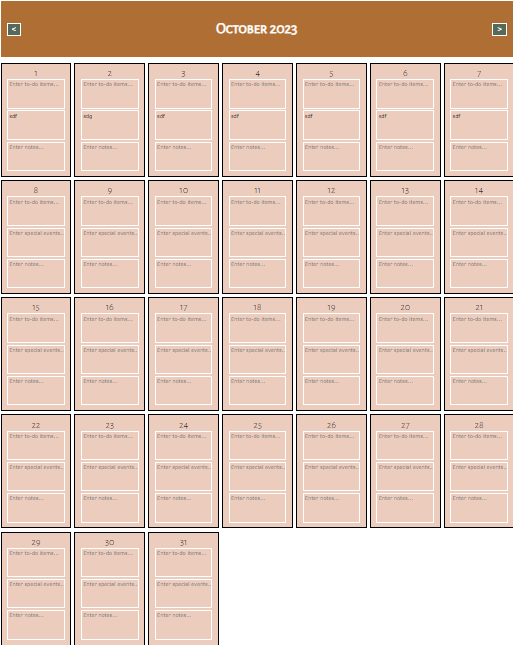 < October 2023 >
1 2 3 4 5 6 7
Enter to-do items... Enter to-do items... Enter to-do items... Enter to-do items... Enter to-do items... Enter to-do items... Enter to-do items...
sdf sdg sdf sdf sdf sdf sdf
Enter notes... Enter notes... Enter notes... Enter notes... Enter notes... Enter notes... Enter notes...
8 9 10 11 12 13 14
Enter to-do items... Enter to-do items... Enter to-do items... Enter to-do items... Enter to-do items... Enter to-do items... Enter to-do items...
Enter special events.. Enter special events.. Enter special events.. Enter special events.. Enter special events.. Enter special events.. Enter special events..
Enter notes... Enter notes... Enter notes... Enter notes... Enter notes... Enter notes... Enter notes...
15 16 17 18 19 20 21
Enter to-do items... Enter to-do items... Enter to-do items... Enter to-do items... Enter to-do items... Enter to-do items... Enter to-do items...
Enter special events.. Enter special events.. Enter special events.. Enter special events.. Enter special events.. Enter special events.. Enter special events..
Enter notes... Enter notes... Enter notes... Enter notes... Enter notes... Enter notes... Enter notes...
22 23 24 25 26 27 28
Enter to-do items... Enter to-do items... Enter to-do items... Enter to-do items... Enter to-do items... Enter to-do items... Enter to-do items...
Enter special events.. Enter special events.. Enter special events.. Enter special events.. Enter special events.. Enter special events.. Enter special events..
Enter notes... Enter notes... Enter notes... Enter notes... Enter notes... Enter notes... Enter notes...
29 30 31
Enter to-do items... Enter to-do items... Enter to-do items...
Enter special events.. Enter special events.. Enter special events..
Enter notes... Enter notes... Enter notes...